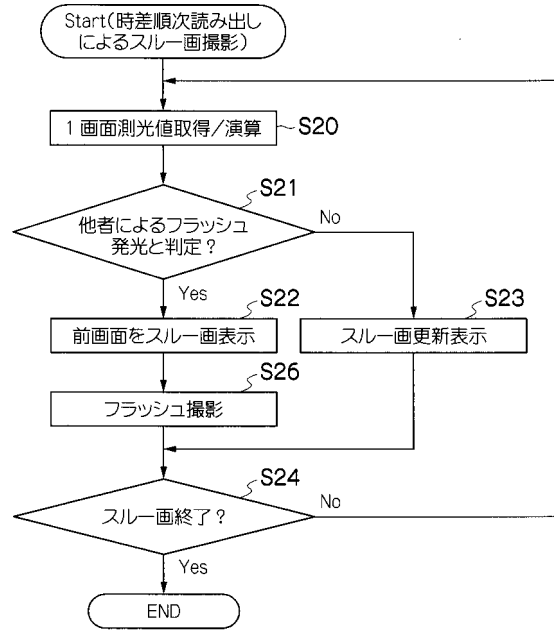 Start(時差順次読み出し
によるスルー画撮影)
1画面測光値取得/演算
S20
S21
他者によるフラッシュ
発光と判定?
No
Yes
S22
S23
前画面をスルー画表示
スルー画更新表示
S26
フラッシュ撮影
S24
スルー画終了?
No
Yes
END